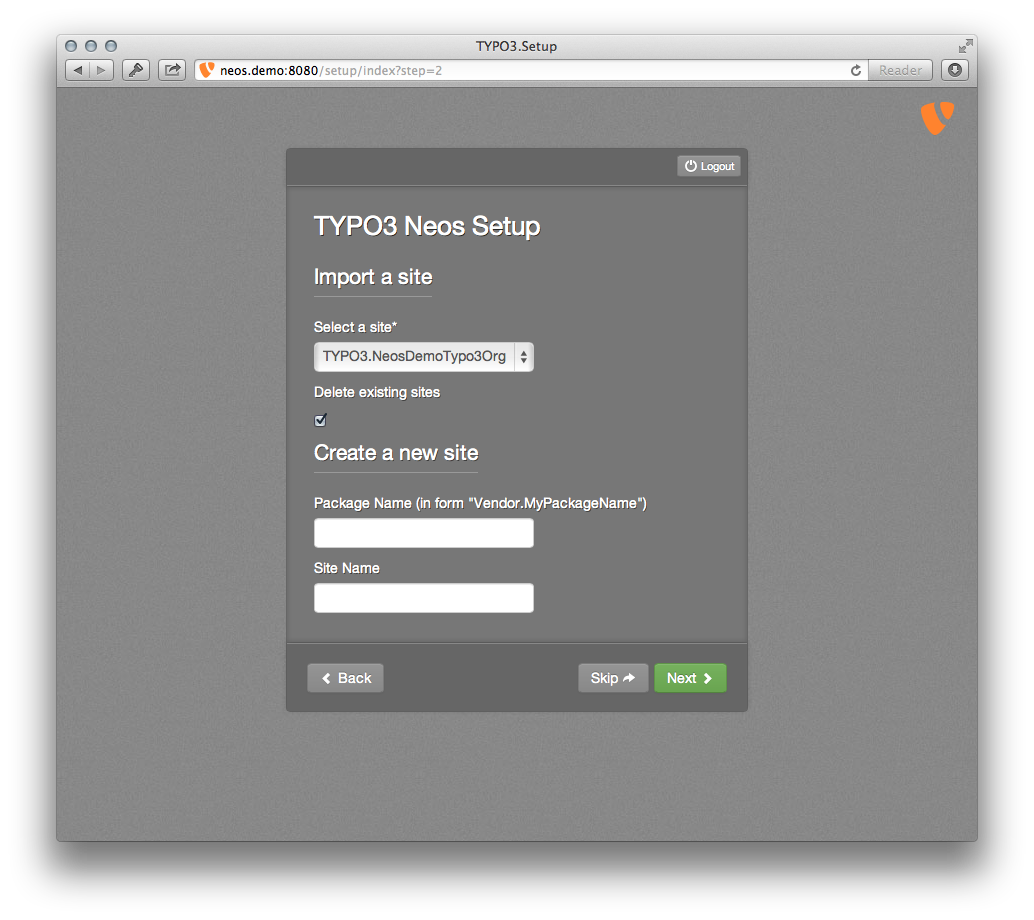 TYPO3.Setup
neos.demo:8080/setup/index?step=2
Reader
Logout
TYPO3 Neos Setup
Import a site
Select a site*
TYPO3.NeosDemoTypo3Org
Delete existing sites
Create a new site
Package Name (in form "Vendor.MyPackageName")
Site Name
Back
Skip
Next